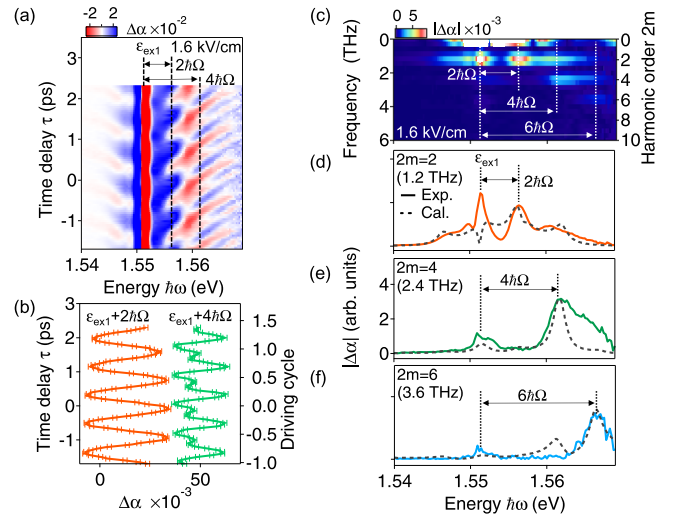 (a)
-2 0 2
Δα ×10⁻²
ε_ex1
1.6 kV/cm
2ħΩ
4ħΩ
Time delay τ (ps)
3
2
1
0
-1
1.54 1.55 1.56
Energy ħω (eV)
(b)
ε_ex1+2ħΩ ε_ex1+4ħΩ
Time delay τ (ps)
3
2
1
0
-1
1.5
1.0
0.5
0.0
-0.5
-1.0
Driving cycle
0 50
Δα ×10⁻³
(c)
0 5
|Δα| ×10⁻³
Frequency (THz)
0
2
4
6
0
2
4
6
8
10
Harmonic order 2m
2ħΩ
4ħΩ
6ħΩ
1.6 kV/cm
(d)
2m=2
(1.2 THz)
ε_ex1
2ħΩ
Exp.
Cal.
(e)
2m=4
(2.4 THz)
4ħΩ
4
2
0
|Δα| (arb. units)
(f)
2m=6
(3.6 THz)
6ħΩ
1.54 1.55 1.56
Energy ħω (eV)